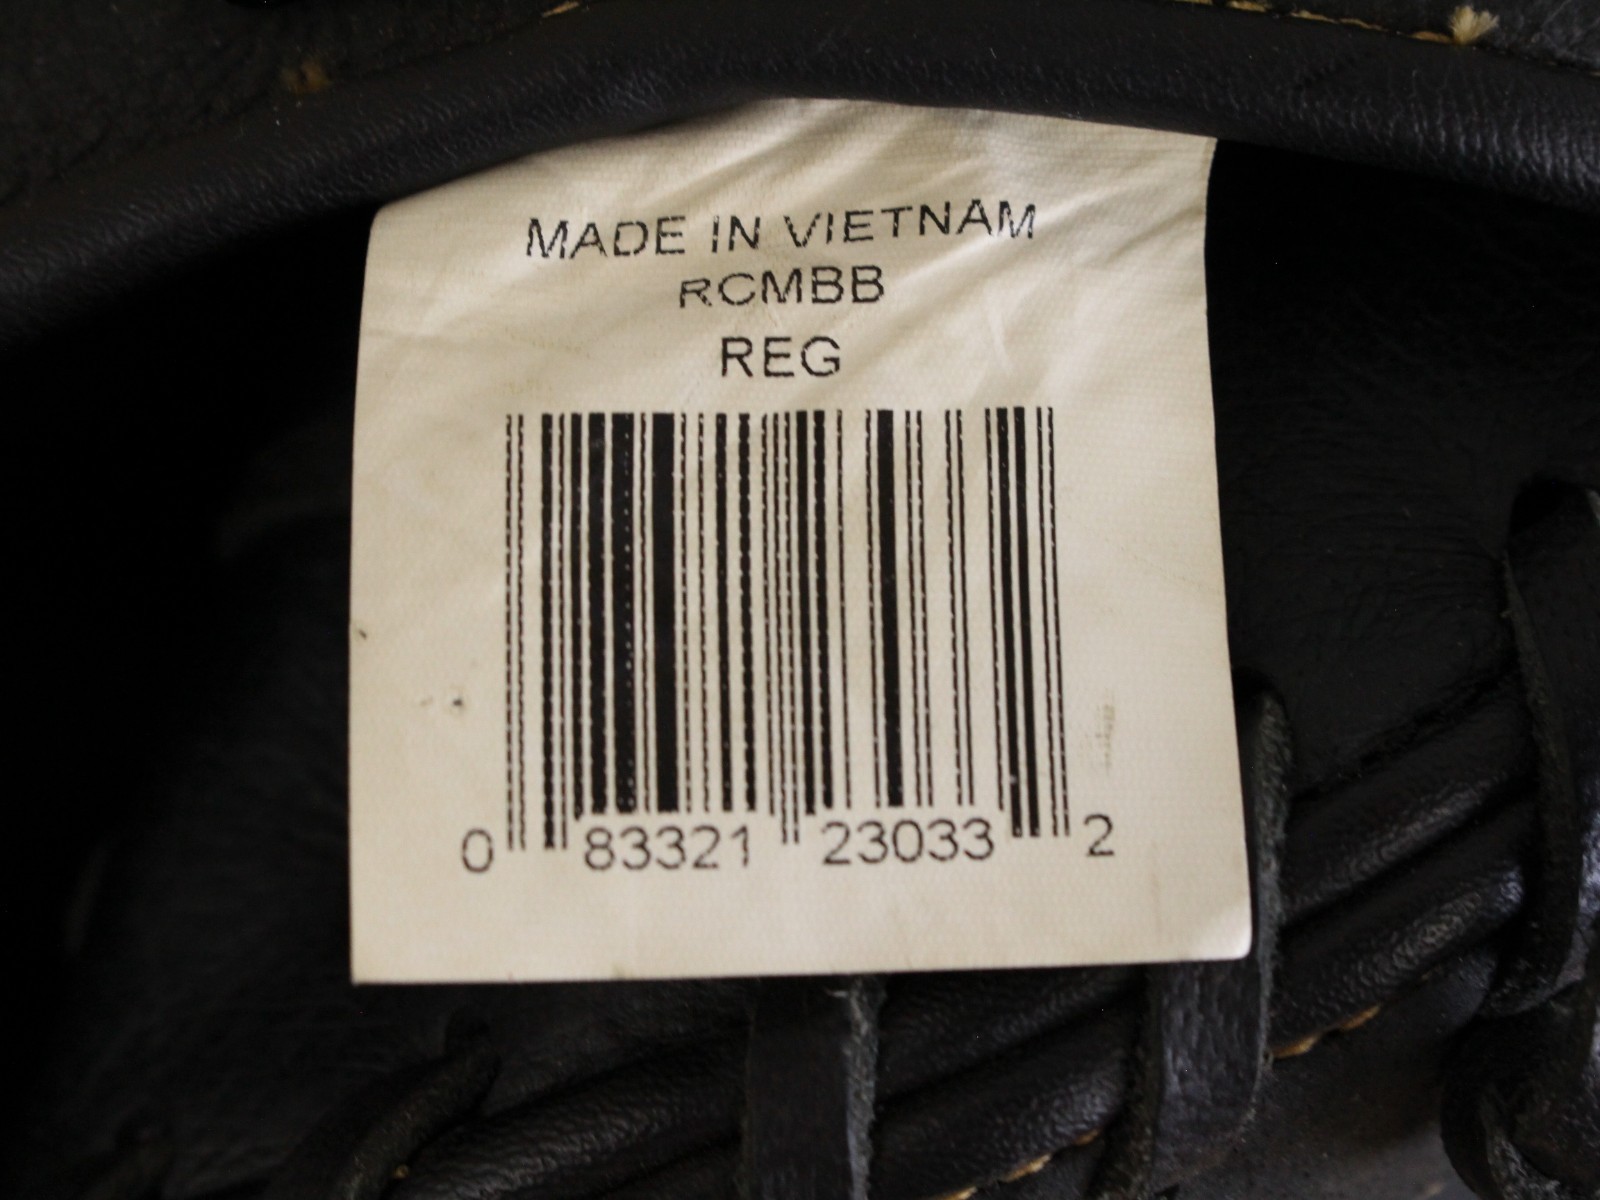 MADE IN VIETNAM
RCMBB
REG
0 83321 23033 2